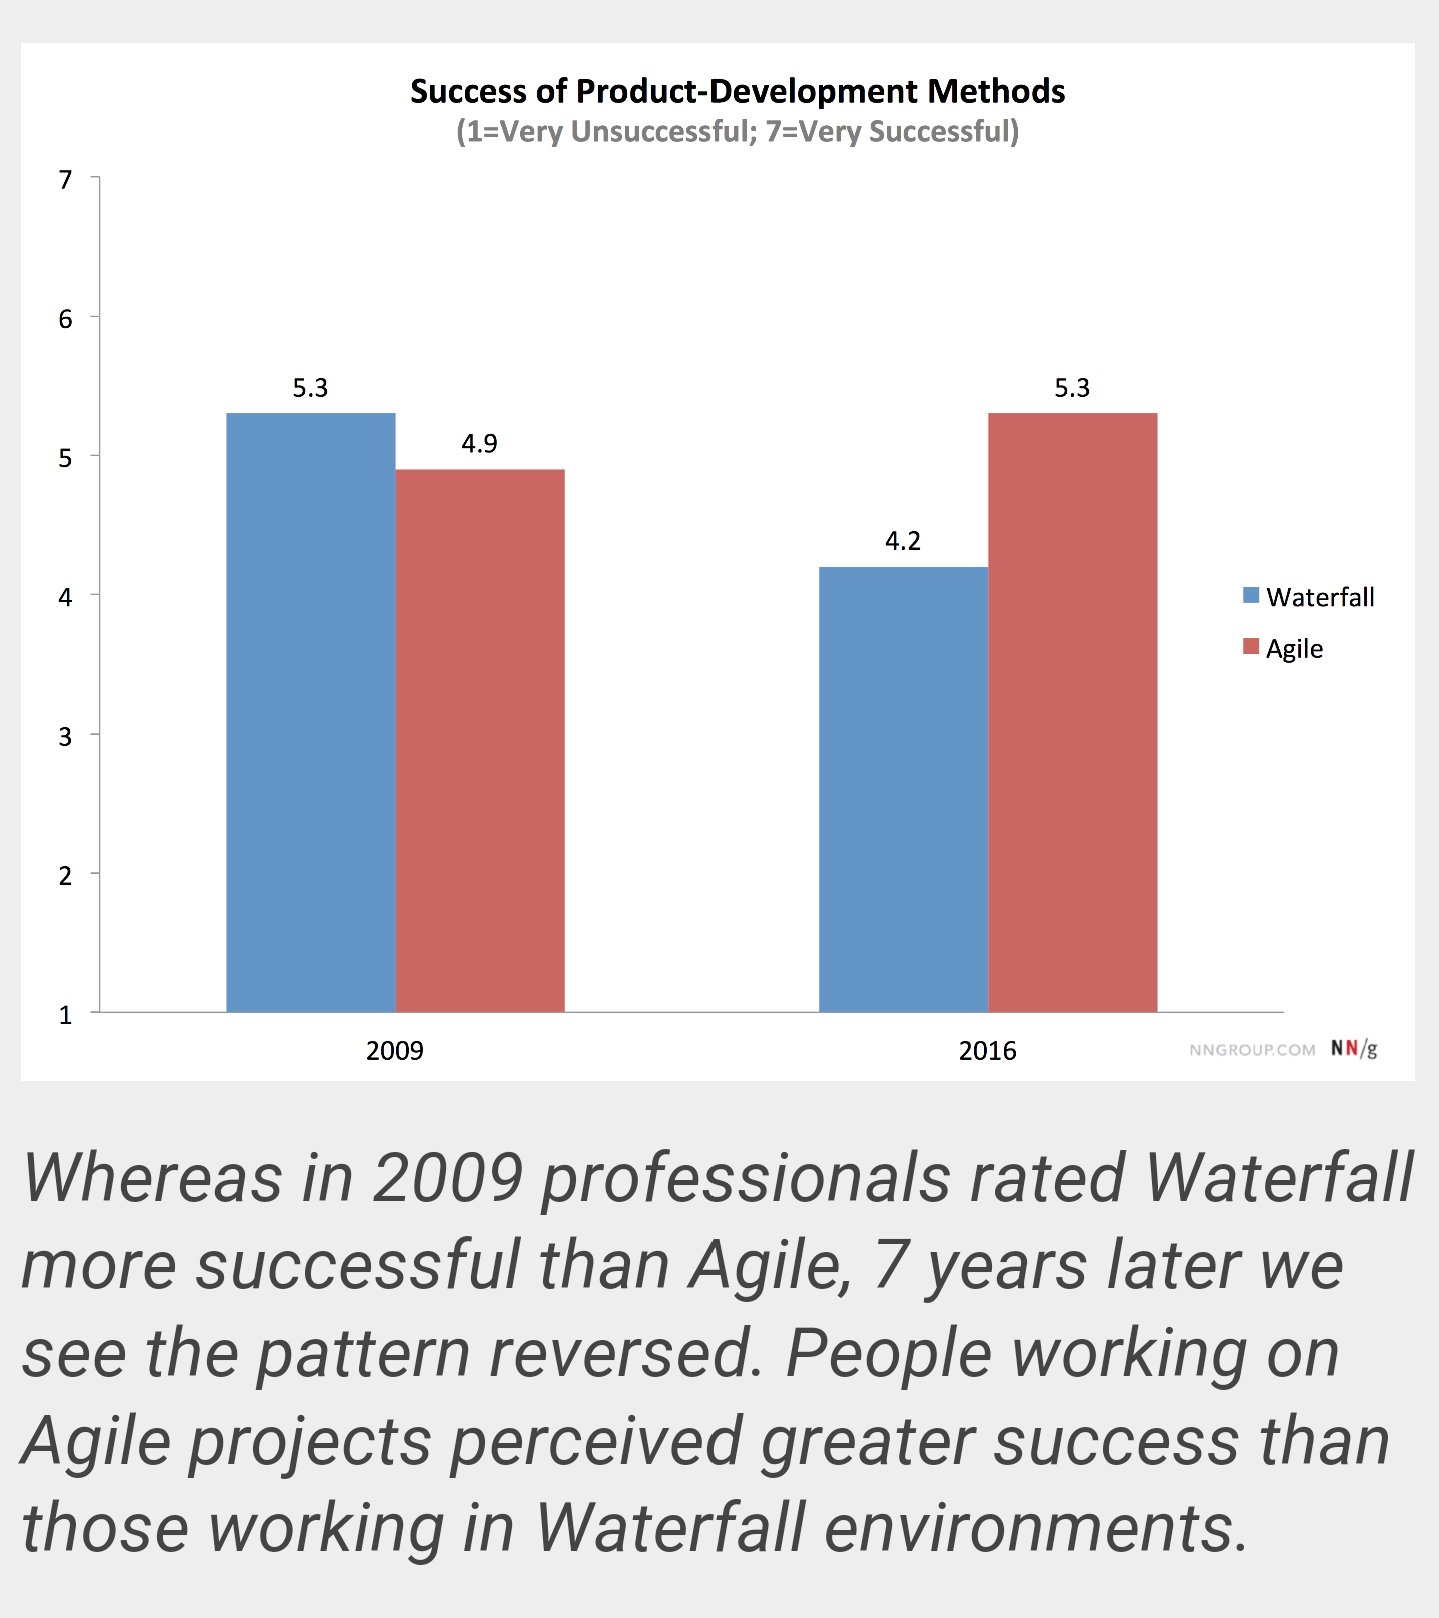 Success of Product-Development Methods
(1=Very Unsuccessful; 7=Very Successful)
7
6
5
4
3
2
1
5.3
4.9
4.2
5.3
Waterfall
Agile
2009
2016
NNGROUP.COM NN/g
Whereas in 2009 professionals rated Waterfall
more successful than Agile, 7 years later we
see the pattern reversed. People working on
Agile projects perceived greater success than
those working in Waterfall environments.